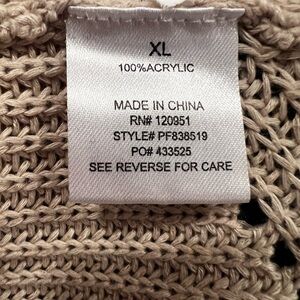 XL
100%ACRYLIC
MADE IN CHINA
RN# 120951
STYLE# PF838519
PO# 433525
SEE REVERSE FOR CARE